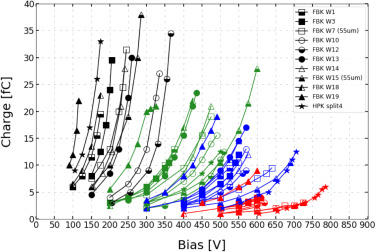 40
35
30
25
20
15
10
5
0
Charge [fC]
FBK W1
FBK W3
FBK W7 (55um)
FBK W10
FBK W12
FBK W13
FBK W14
FBK W15 (55um)
FBK W18
FBK W19
HPK split4
0 50 100 150 200 250 300 350 400 450 500 550 600 650 700 750 800 850 900
Bias [V]